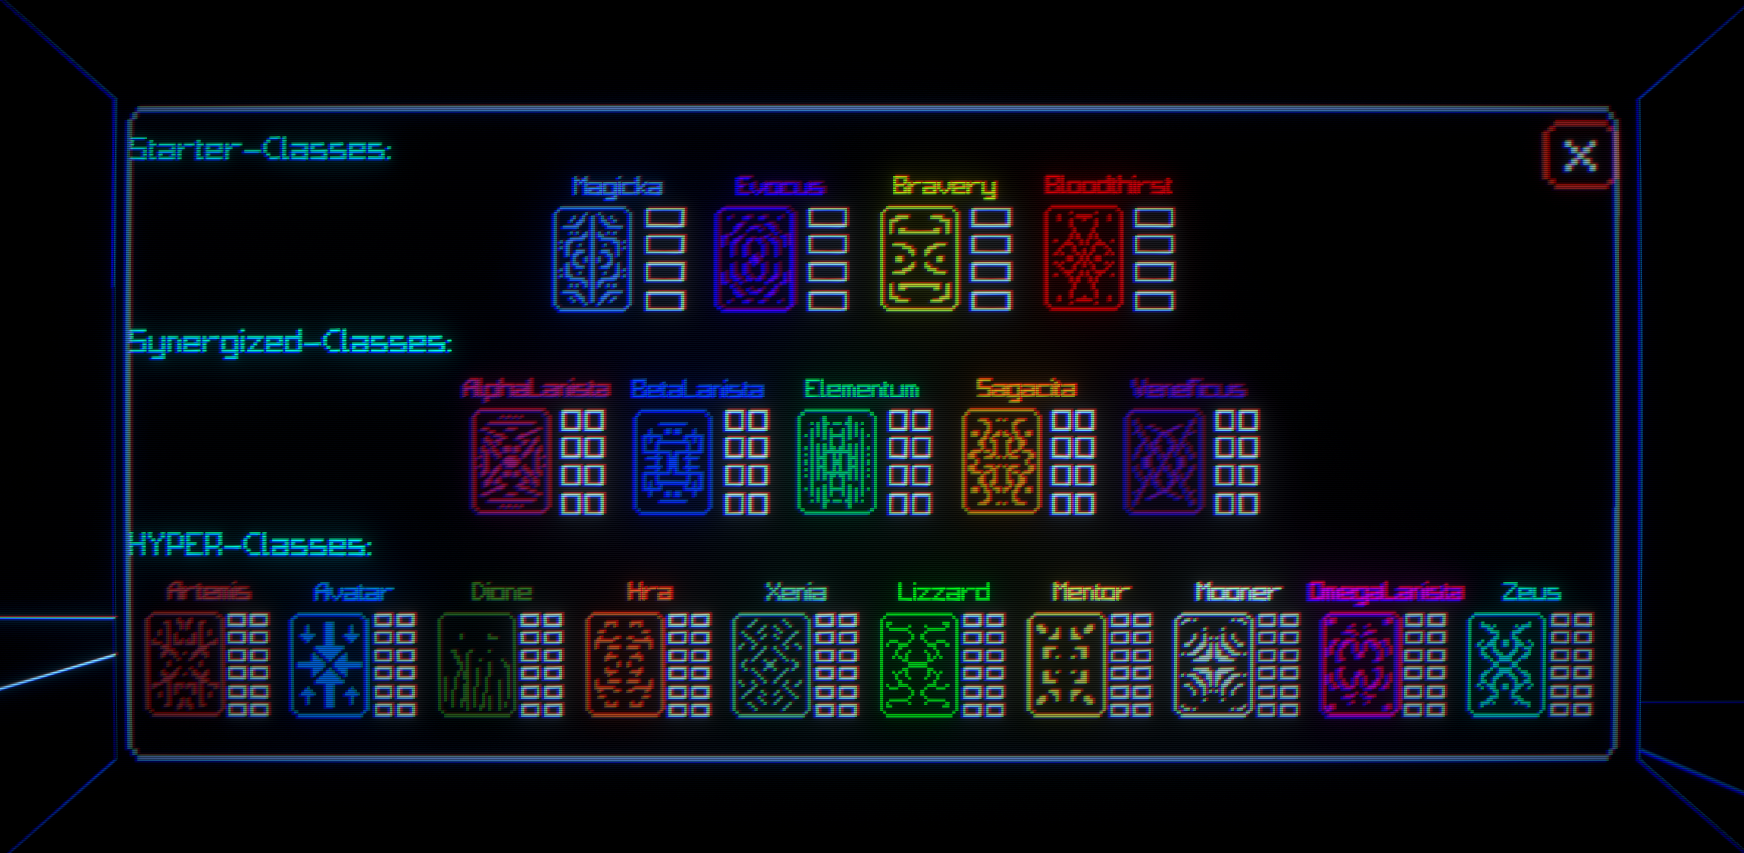 Starter-Classes:
Magicka Evocus Bravery Bloodthirst
Synergized-Classes:
AlphaLanista BetaLanista Elementum Sagacita Veneficus
HYPER-Classes:
Artemis Avatar Dione Hra Xenia Lizzard Mentor Mooner OmegaLanista Zeus